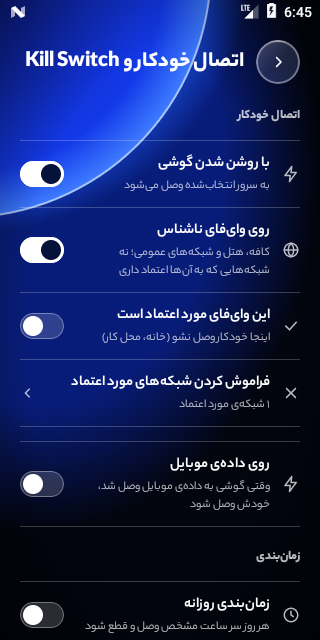 LTE 6:45
اتصال خودکار و Kill Switch
اتصال خودکار
با روشن شدن گوشی
به سرور انتخاب‌شده وصل می‌شود
روی وای‌فای ناشناس
کافه، هتل و شبکه‌های عمومی؛ نه
شبکه‌هایی که به آن‌ها اعتماد داری
این وای‌فای مورد اعتماد است
اینجا خودکار وصل نشو (خانه، محل کار)
فراموش کردن شبکه‌های مورد اعتماد
۱ شبکه‌ی مورد اعتماد
روی داده‌ی موبایل
وقتی گوشی به داده‌ی موبایل وصل شد،
خودش وصل شود
زمان‌بندی
زمان‌بندی روزانه
هر روز سر ساعت مشخص وصل و قطع شود